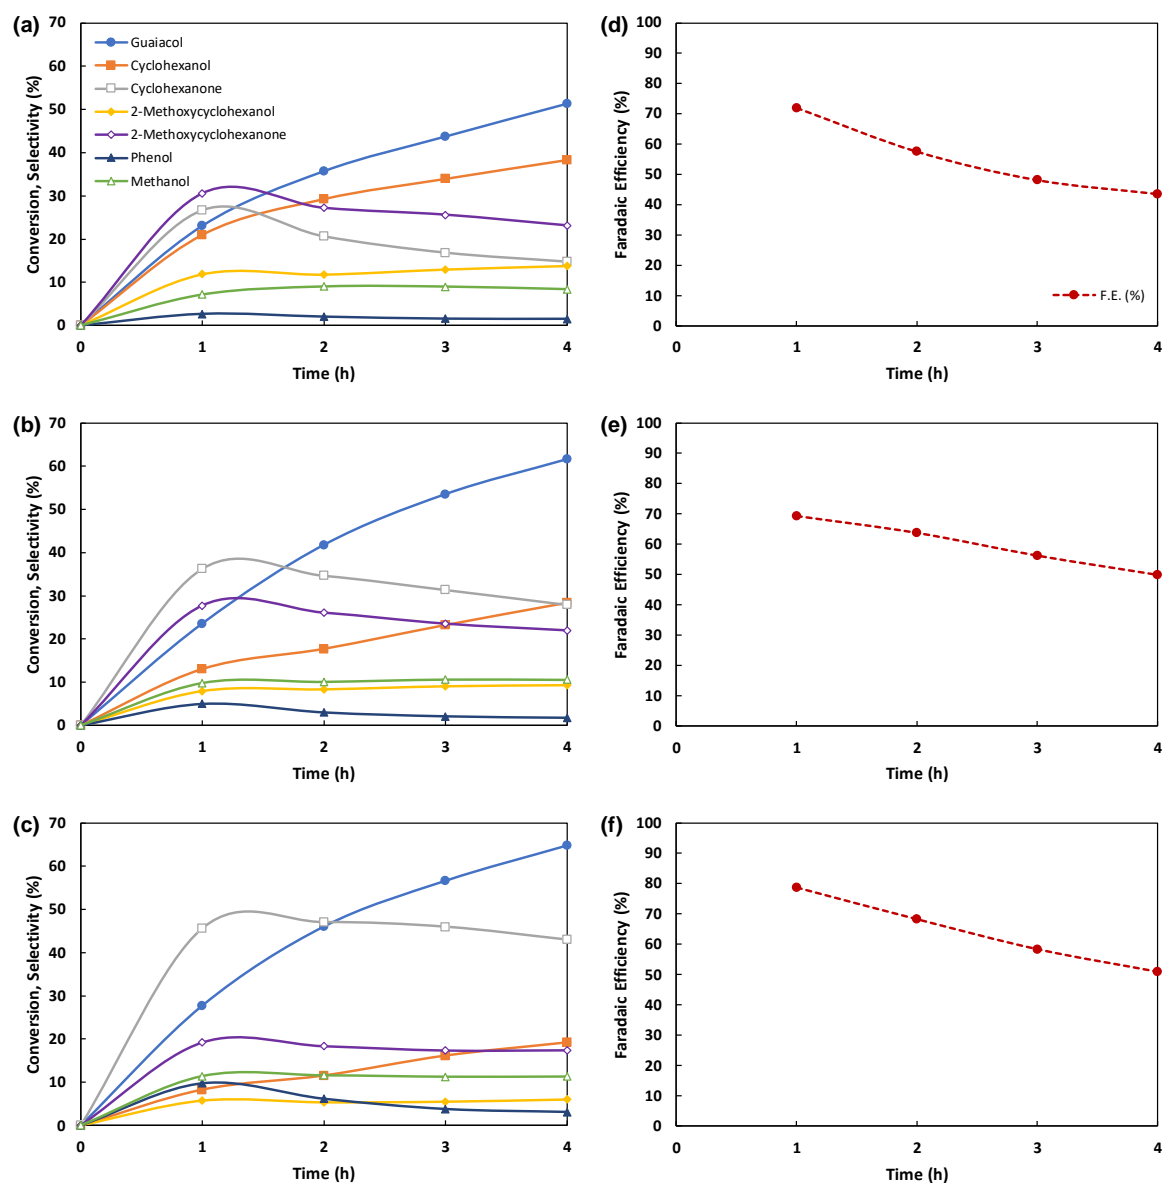 (a)
Conversion, Selectivity (%)
70
60
50
40
30
20
10
0
Guaiacol
Cyclohexanol
Cyclohexanone
2-Methoxycyclohexanol
2-Methoxycyclohexanone
Phenol
Methanol
0 1 2 3 4
Time (h)
(d)
Faradaic Efficiency (%)
100
90
80
70
60
50
40
30
20
10
0
F.E. (%)
0 1 2 3 4
Time (h)
(b)
Conversion, Selectivity (%)
70
60
50
40
30
20
10
0
0 1 2 3 4
Time (h)
(e)
Faradaic Efficiency (%)
100
90
80
70
60
50
40
30
20
10
0
0 1 2 3 4
Time (h)
(c)
Conversion, Selectivity (%)
70
60
50
40
30
20
10
0
0 1 2 3 4
Time (h)
(f)
Faradaic Efficiency (%)
100
90
80
70
60
50
40
30
20
10
0
0 1 2 3 4
Time (h)